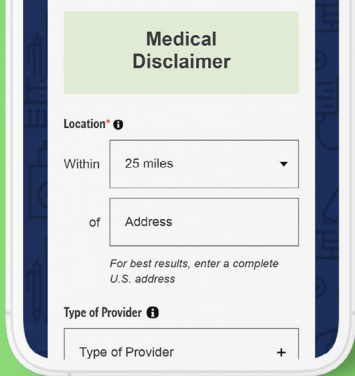 Medical
Disclaimer
Location*
Within 25 miles
of Address
For best results, enter a complete
U.S. address
Type of Provider
Type of Provider +